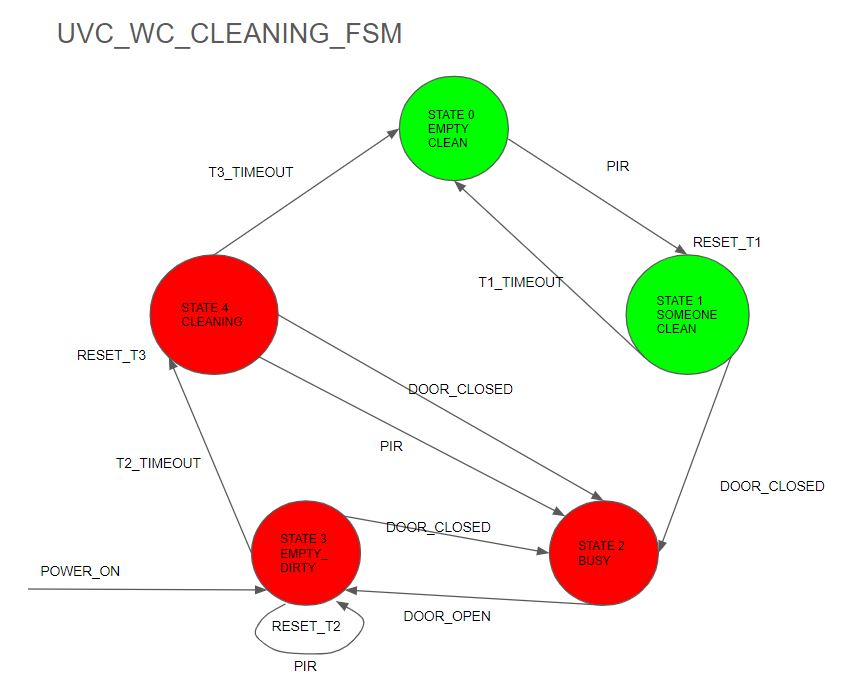 UVC_WC_CLEANING_FSM
STATE 0
EMPTY
CLEAN
T3_TIMEOUT
PIR
RESET_T1
T1_TIMEOUT
STATE 1
SOMEONE
CLEAN
STATE 4
CLEANING
RESET_T3
DOOR_CLOSED
PIR
T2_TIMEOUT
DOOR_CLOSED
DOOR_CLOSED
STATE 3
EMPTY_
DIRTY
STATE 2
BUSY
POWER_ON
DOOR_OPEN
RESET_T2
PIR